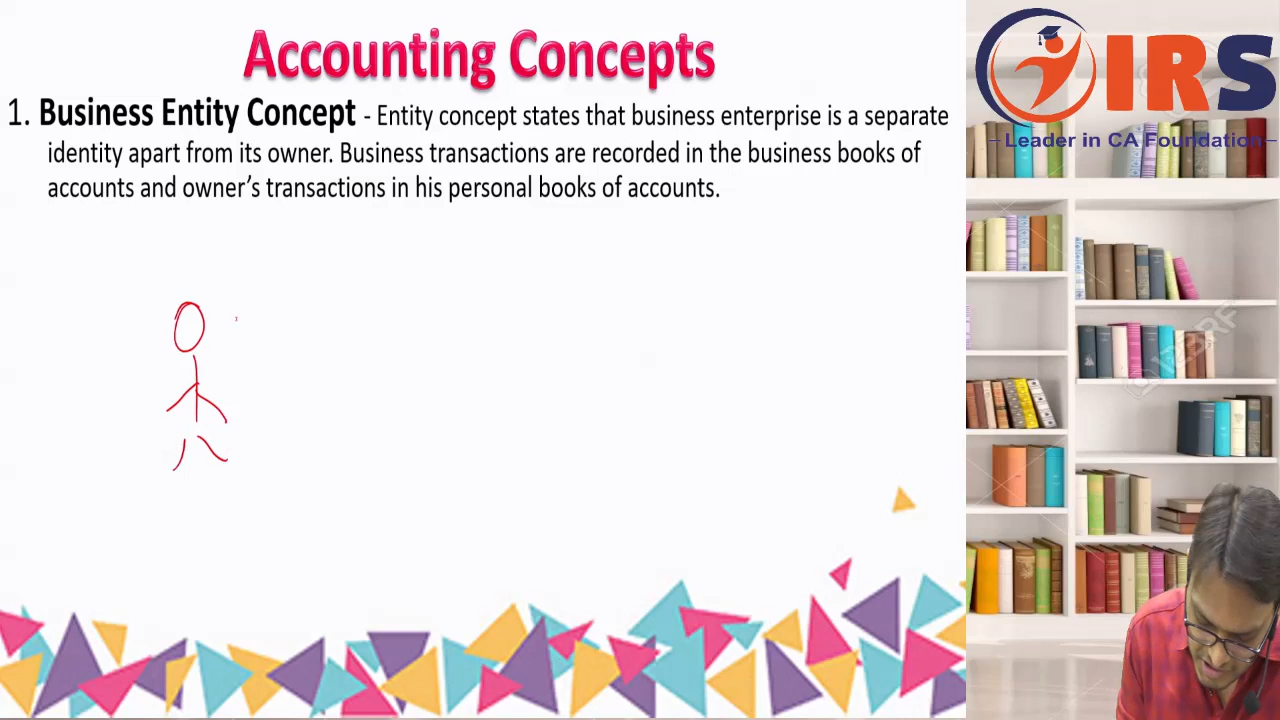 Accounting Concepts
1. Business Entity Concept - Entity concept states that business enterprise is a separate
identity apart from its owner. Business transactions are recorded in the business books of
accounts and owner's transactions in his personal books of accounts.
IRS
Leader in CA Foundation
123RF